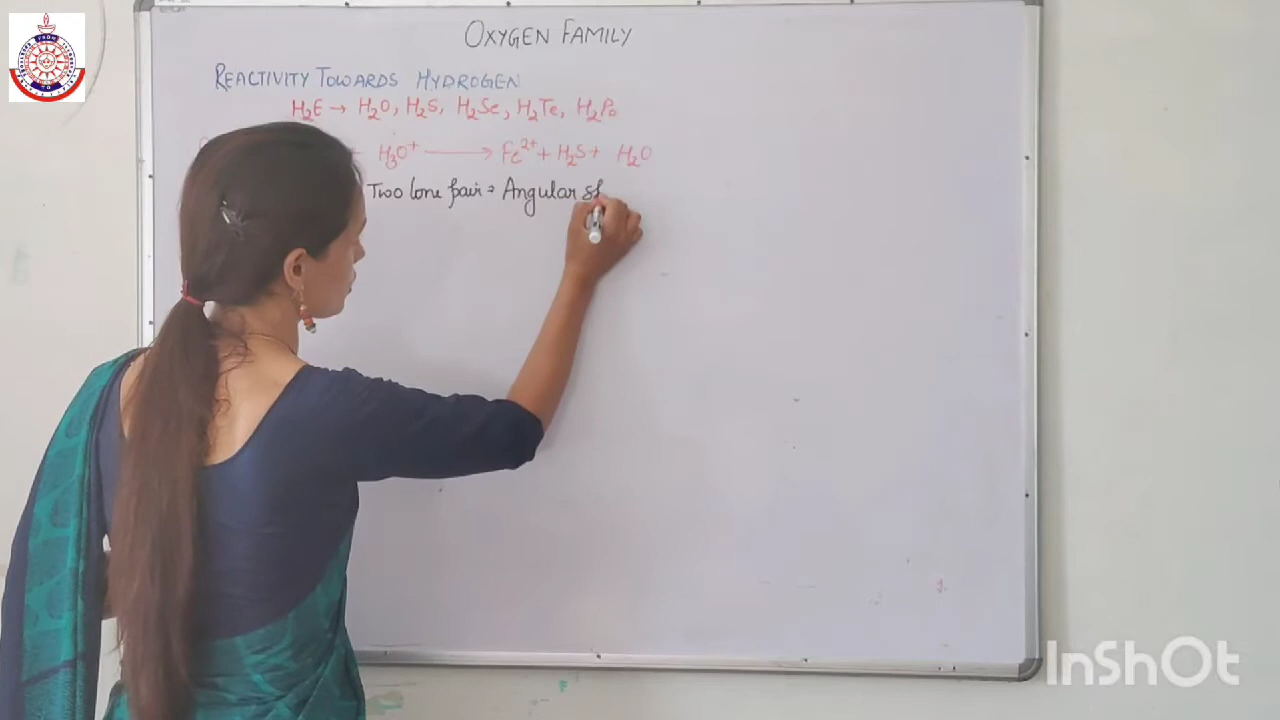 OXYGEN FAMILY
REACTIVITY TOWARDS HYDROGEN
H₂E → H₂O, H₂S, H₂Se, H₂Te, H₂Po
+ H₃O⁺ → Fe²⁺ + H₂S + H₂O
Two lone pair = Angular sh
InShOt